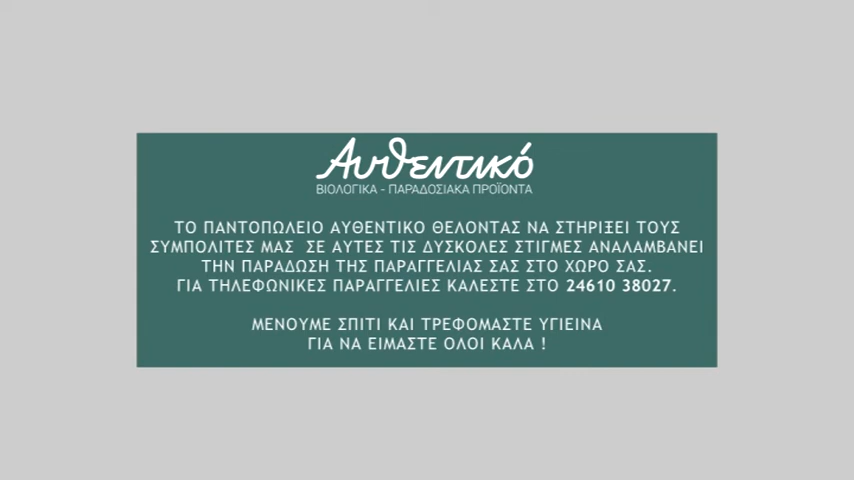 Αυθεντικό
ΒΙΟΛΟΓΙΚΑ - ΠΑΡΑΔΟΣΙΑΚΑ ΠΡΟΪΟΝΤΑ
ΤΟ ΠΑΝΤΟΠΩΛΕΙΟ ΑΥΘΕΝΤΙΚΟ ΘΕΛΟΝΤΑΣ ΝΑ ΣΤΗΡΙΞΕΙ ΤΟΥΣ
ΣΥΜΠΟΛΙΤΕΣ ΜΑΣ ΣΕ ΑΥΤΕΣ ΤΙΣ ΔΥΣΚΟΛΕΣ ΣΤΙΓΜΕΣ ΑΝΑΛΑΜΒΑΝΕΙ
ΤΗΝ ΠΑΡΑΔΩΣΗ ΤΗΣ ΠΑΡΑΓΓΕΛΙΑΣ ΣΑΣ ΣΤΟ ΧΩΡΟ ΣΑΣ.
ΓΙΑ ΤΗΛΕΦΩΝΙΚΕΣ ΠΑΡΑΓΓΕΛΙΕΣ ΚΑΛΕΣΤΕ ΣΤΟ 24610 38027.
ΜΕΝΟΥΜΕ ΣΠΙΤΙ ΚΑΙ ΤΡΕΦΟΜΑΣΤΕ ΥΓΙΕΙΝΑ
ΓΙΑ ΝΑ ΕΙΜΑΣΤΕ ΟΛΟΙ ΚΑΛΑ !